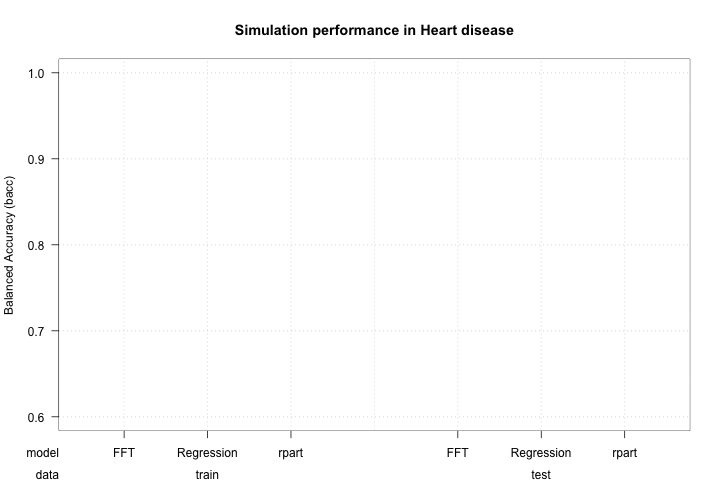 Simulation performance in Heart disease
Balanced Accuracy (bacc)
1.0
0.9
0.8
0.7
0.6
model FFT Regression rpart FFT Regression rpart
data train test